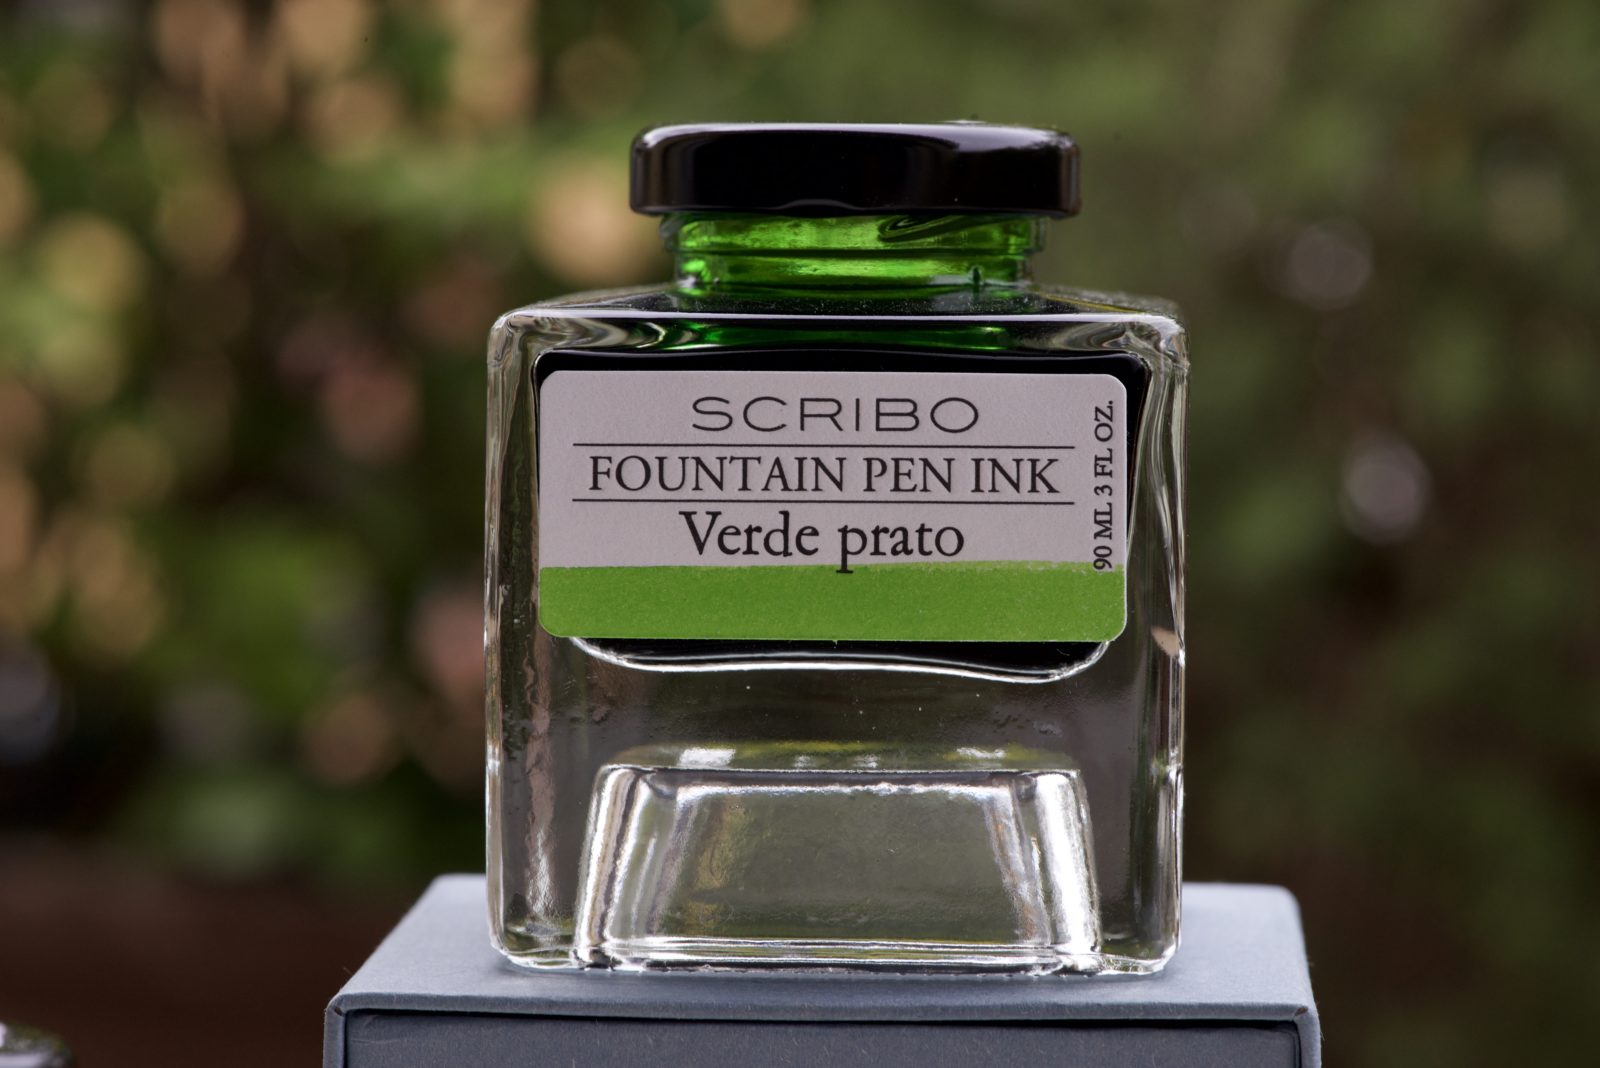 SCRIBO
FOUNTAIN PEN INK
Verde prato
90 ML 3 FL OZ.